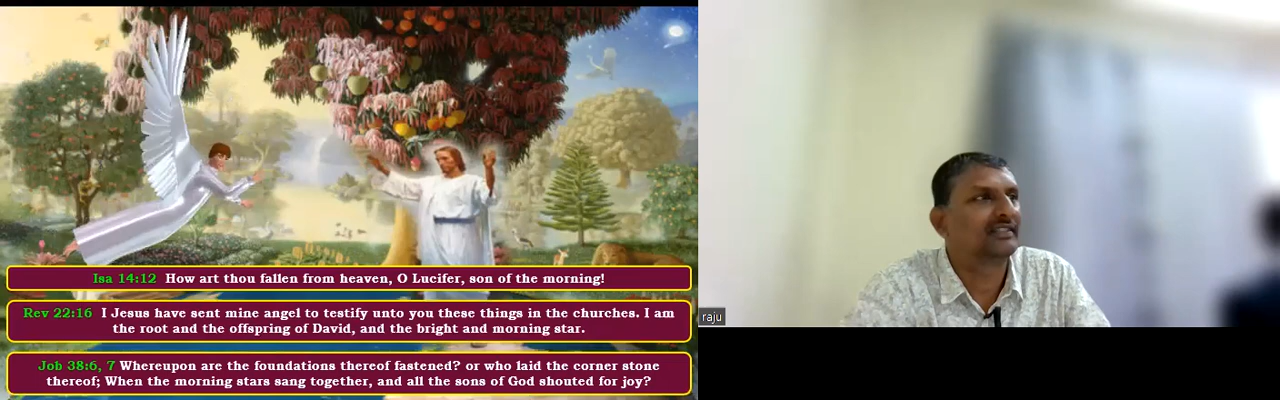 Isa 14:12 How art thou fallen from heaven, O Lucifer, son of the morning!
Rev 22:16 I Jesus have sent mine angel to testify unto you these things in the churches. I am
the root and the offspring of David, and the bright and morning star.
Job 38:6, 7 Whereupon are the foundations thereof fastened? or who laid the corner stone
thereof; When the morning stars sang together, and all the sons of God shouted for joy?
raju